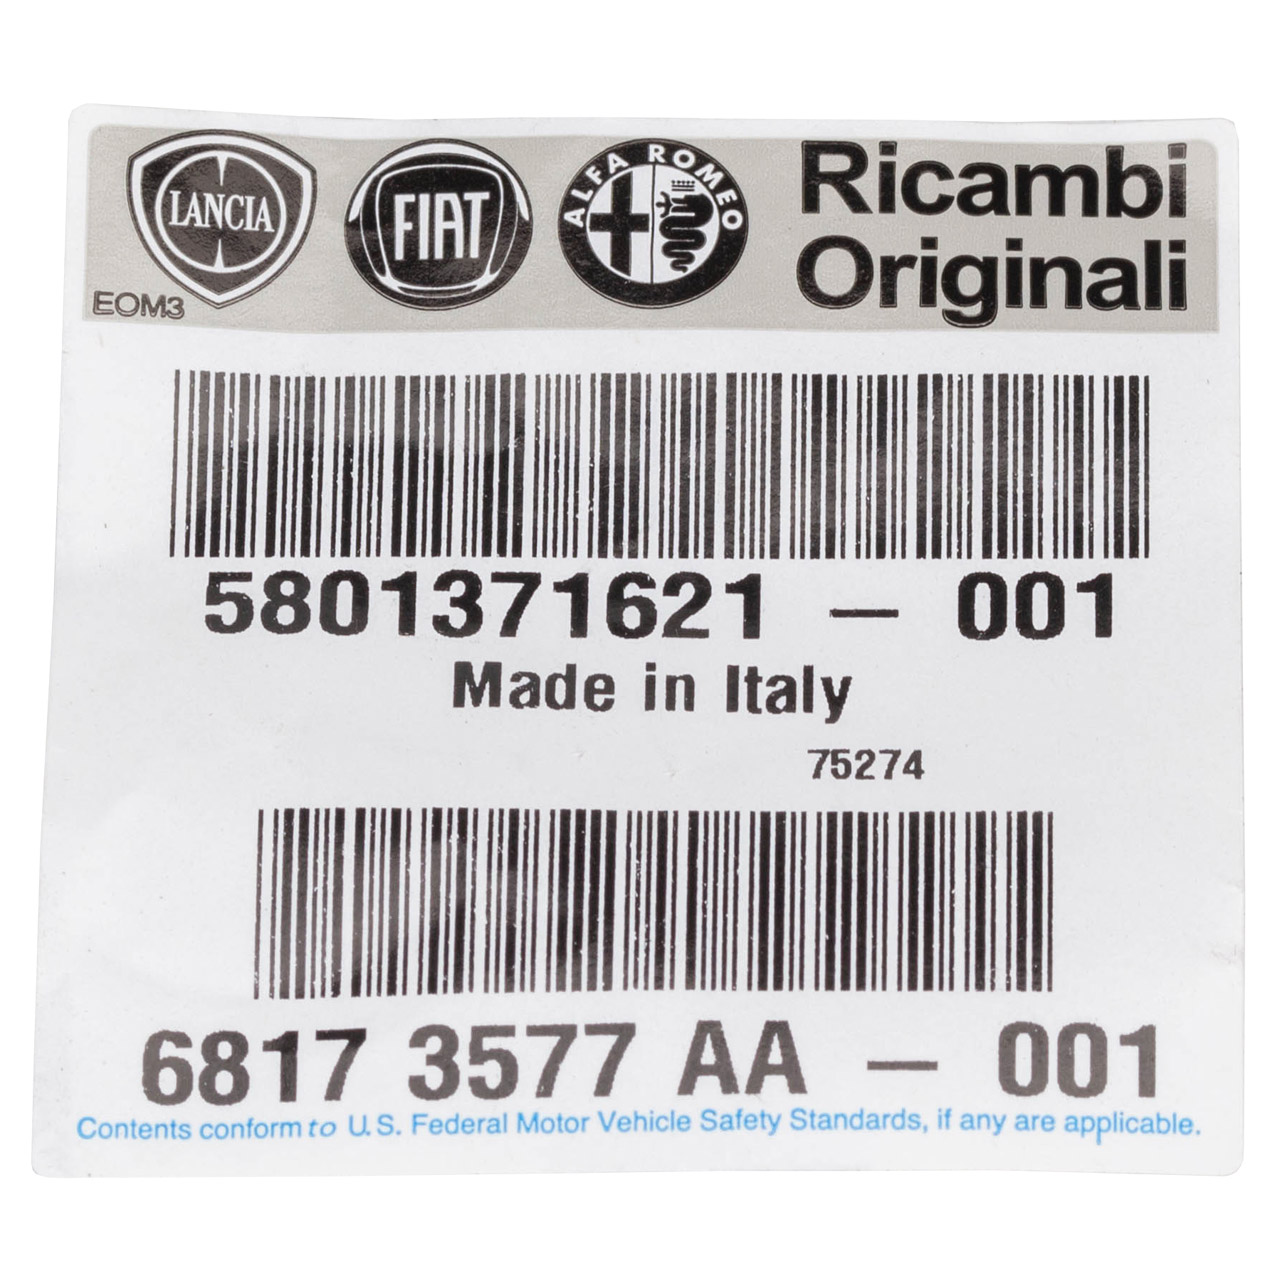 LANCIA
FIAT
ALFA ROMEO
Ricambi
Originali
EOM3
5801371621 — 001
Made in Italy
75274
6817 3577 AA — 001
Contents conform to U.S. Federal Motor Vehicle Safety Standards, if any are applicable.